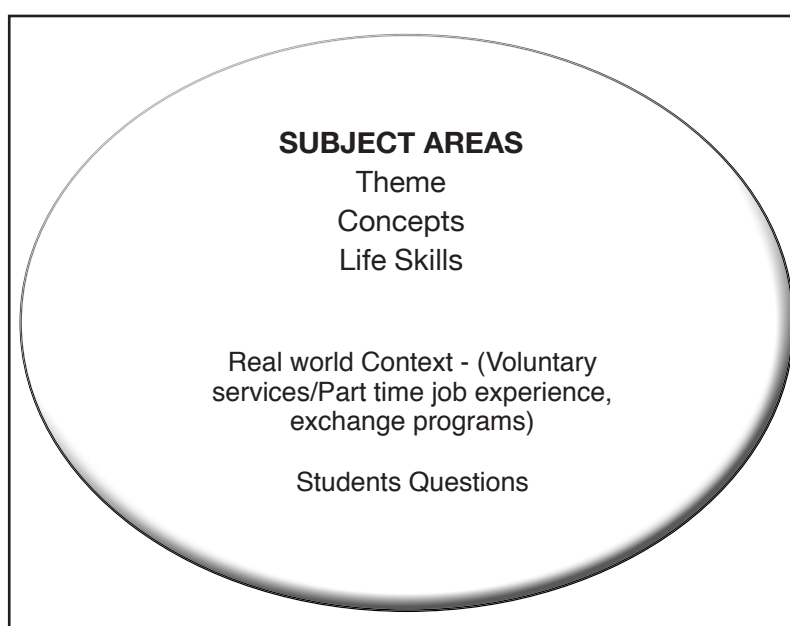 SUBJECT AREAS
Theme
Concepts
Life Skills
Real world Context - (Voluntary
services/Part time job experience,
exchange programs)
Students Questions